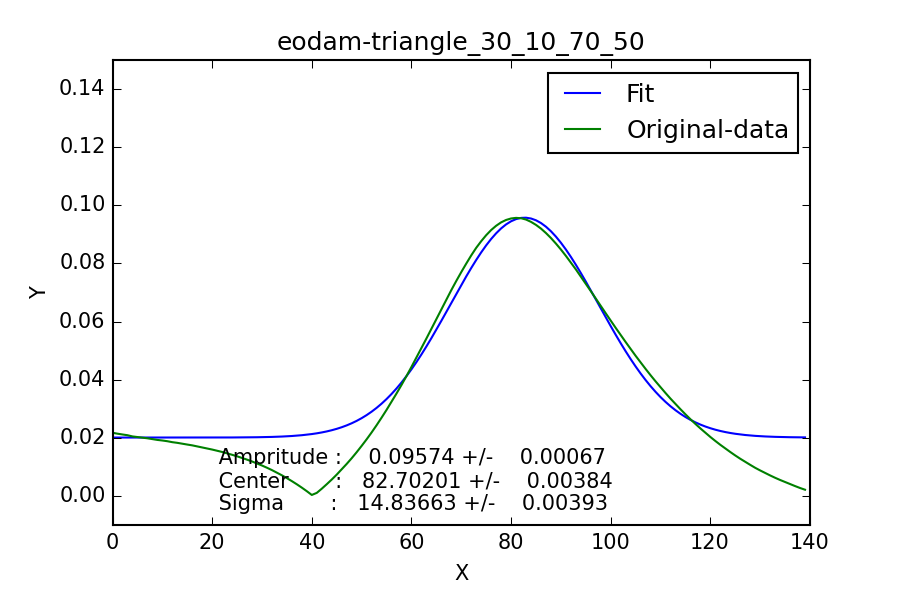 eodam-triangle_30_10_70_50
Fit
Original-data
0.14
0.12
0.10
0.08
0.06
0.04
0.02
0.00
Y
Ampritude : 0.09574 +/- 0.00067
Center : 82.70201 +/- 0.00384
Sigma : 14.83663 +/- 0.00393
0 20 40 60 80 100 120 140
X